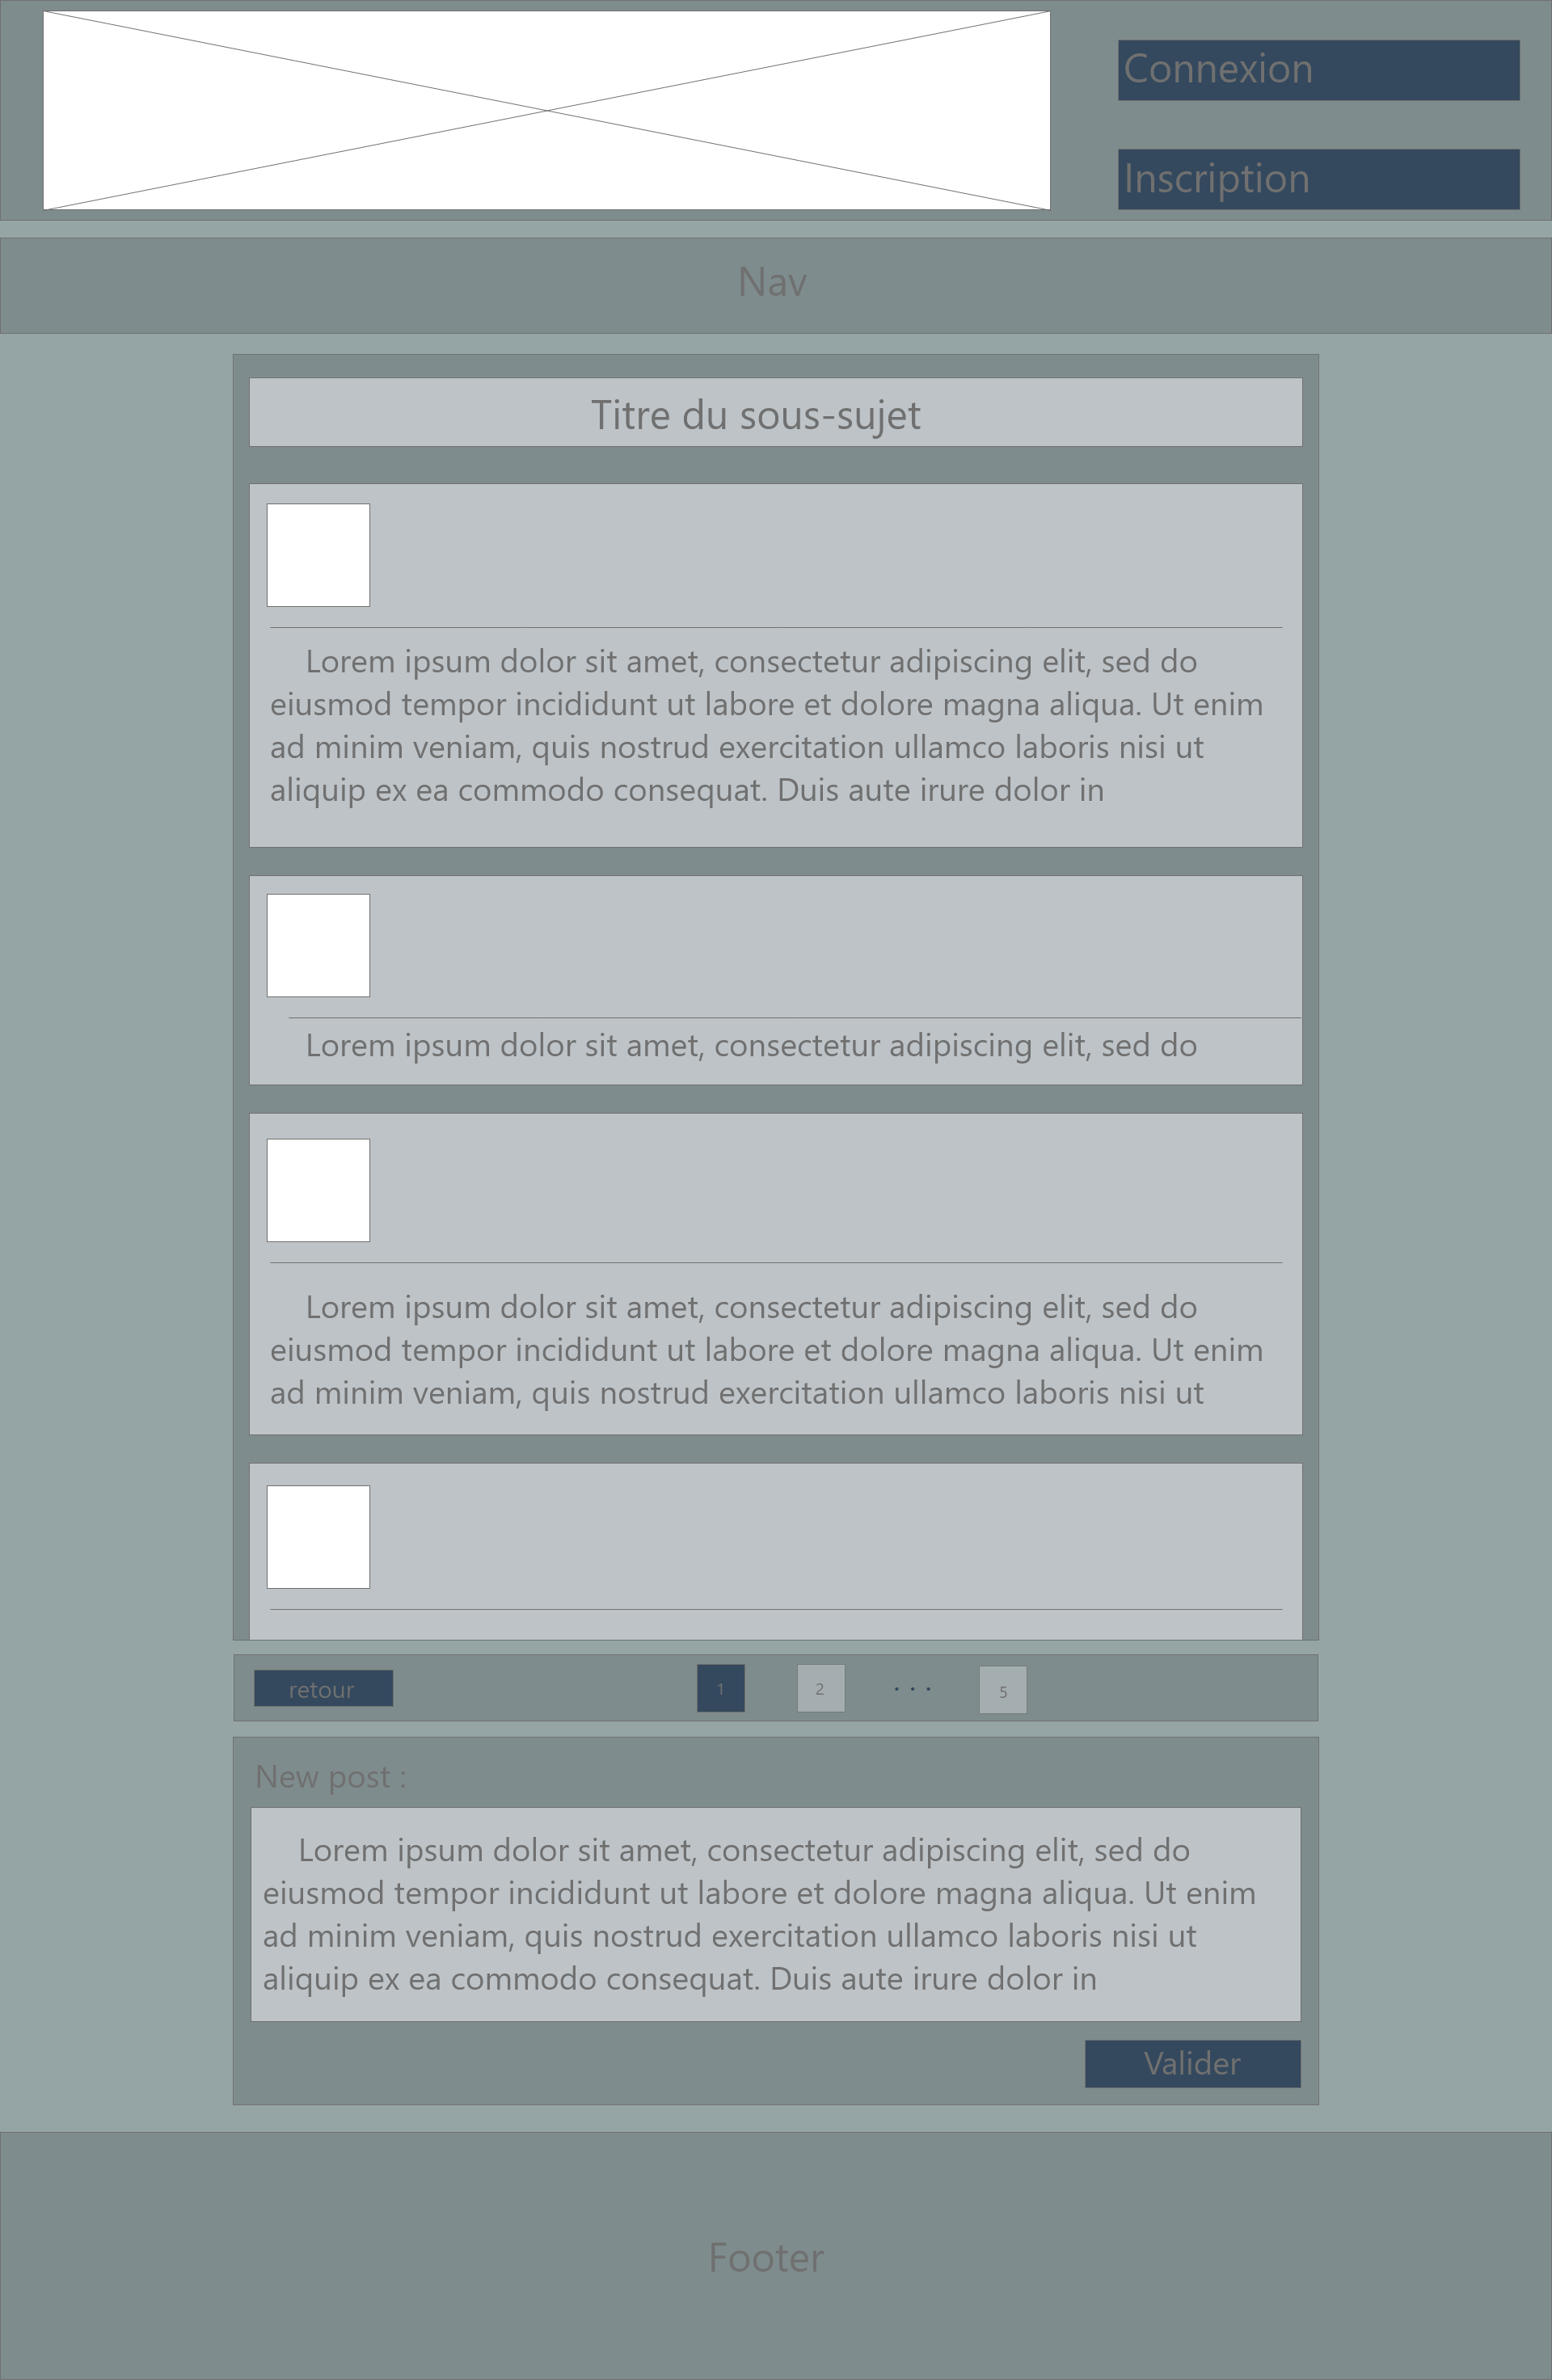 Connexion
Inscription
Nav
Titre du sous-sujet
Lorem ipsum dolor sit amet, consectetur adipiscing elit, sed do
eiusmod tempor incididunt ut labore et dolore magna aliqua. Ut enim
ad minim veniam, quis nostrud exercitation ullamco laboris nisi ut
aliquip ex ea commodo consequat. Duis aute irure dolor in
Lorem ipsum dolor sit amet, consectetur adipiscing elit, sed do
Lorem ipsum dolor sit amet, consectetur adipiscing elit, sed do
eiusmod tempor incididunt ut labore et dolore magna aliqua. Ut enim
ad minim veniam, quis nostrud exercitation ullamco laboris nisi ut
retour 1 2 . . . 5
New post :
Lorem ipsum dolor sit amet, consectetur adipiscing elit, sed do
eiusmod tempor incididunt ut labore et dolore magna aliqua. Ut enim
ad minim veniam, quis nostrud exercitation ullamco laboris nisi ut
aliquip ex ea commodo consequat. Duis aute irure dolor in
Valider
Footer